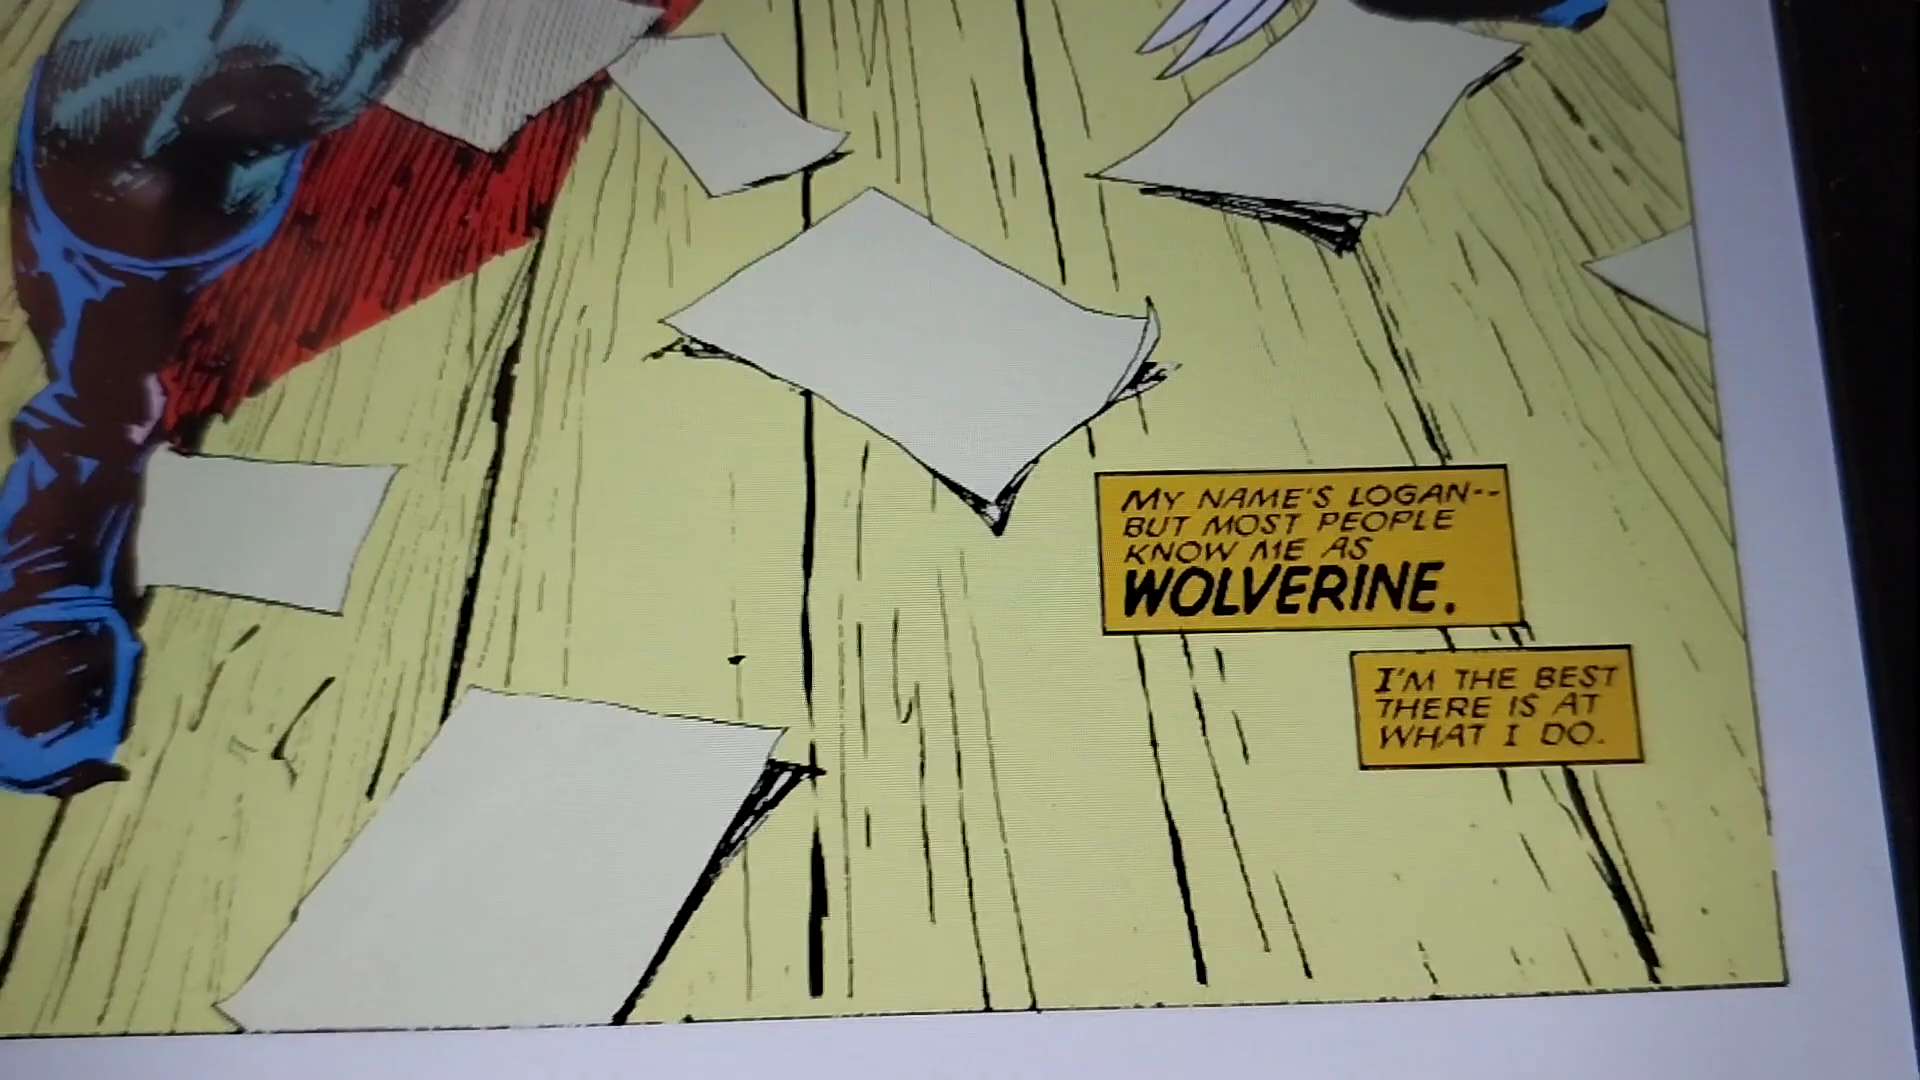 MY NAME'S LOGAN--
BUT MOST PEOPLE
KNOW ME AS
WOLVERINE.
I'M THE BEST
THERE IS AT
WHAT I DO.